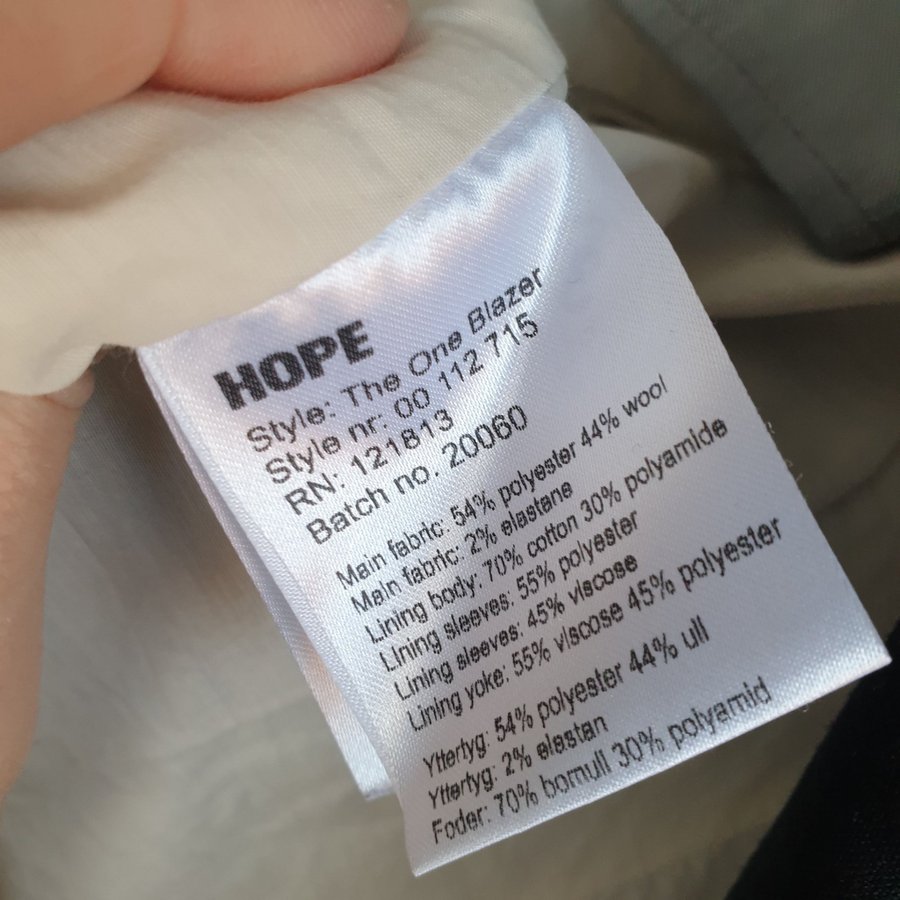 HOPE
Style: The One Blazer
Style nr: 00 112 715
RN: 121813
Batch no. 20060
Main fabric: 54% polyester 44% wool
Main fabric: 2% elastane
Lining body: 70% cotton 30% polyamide
Lining sleeves: 55% polyester
Lining sleeves: 45% viscose
Lining yoke: 55% viscose 45% polyester
Yttertyg: 54% polyester 44% ull
Yttertyg: 2% elastan
Foder: 70% bomull 30% polyamid